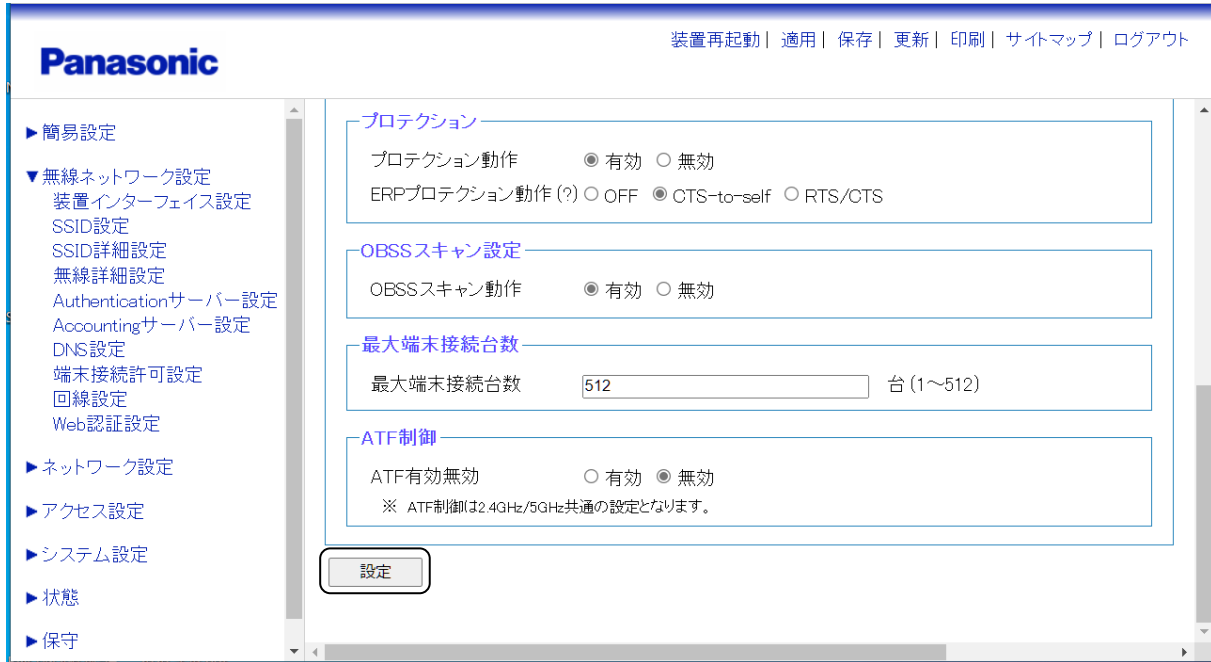 Panasonic
装置再起動| 適用| 保存| 更新| 印刷| サイトマップ| ログアウト
▶簡易設定
▼無線ネットワーク設定
装置インターフェイス設定
SSID設定
SSID詳細設定
無線詳細設定
Authenticationサーバー設定
Accountingサーバー設定
DNS設定
端末接続許可設定
回線設定
Web認証設定
▶ネットワーク設定
▶アクセス設定
▶システム設定
▶状態
▶保守
プロテクション
プロテクション動作 有効 無効
ERPプロテクション動作(?) OFF CTS-to-self RTS/CTS
OBSSスキャン設定
OBSSスキャン動作 有効 無効
最大端末接続台数
最大端末接続台数 512 台(1～512)
ATF制御
ATF有効無効 有効 無効
※ ATF制御は2.4GHz/5GHz共通の設定となります。
設定